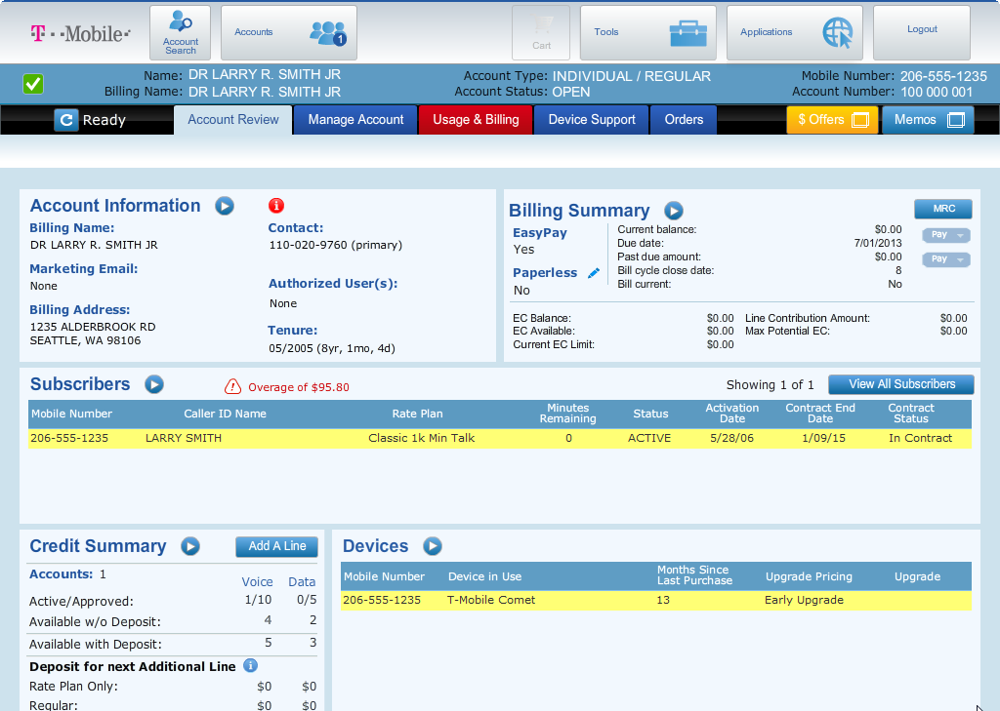 T··Mobile·
Account Search
Accounts
1
Cart
Tools
Applications
Logout
Name: DR LARRY R. SMITH JR
Account Type: INDIVIDUAL / REGULAR
Mobile Number: 206-555-1235
Billing Name: DR LARRY R. SMITH JR
Account Status: OPEN
Account Number: 100 000 001
Ready
Account Review
Manage Account
Usage & Billing
Device Support
Orders
$ Offers
Memos
Account Information
Billing Name:
DR LARRY R. SMITH JR
Marketing Email:
None
Billing Address:
1235 ALDERBROOK RD
SEATTLE, WA 98106
Contact:
110-020-9760 (primary)
Authorized User(s):
None
Tenure:
05/2005 (8yr, 1mo, 4d)
Billing Summary
MRC
EasyPay
Yes
Paperless
No
Current balance: $0.00
Due date: 7/01/2013
Past due amount: $0.00
Bill cycle close date: 8
Bill current: No
Pay
Pay
EC Balance: $0.00 Line Contribution Amount: $0.00
EC Available: $0.00 Max Potential EC: $0.00
Current EC Limit: $0.00
Subscribers
Overage of $95.80
Showing 1 of 1
View All Subscribers
Mobile Number Caller ID Name Rate Plan Minutes Remaining Status Activation Date Contract End Date Contract Status
206-555-1235 LARRY SMITH Classic 1k Min Talk 0 ACTIVE 5/28/06 1/09/15 In Contract
Credit Summary
Add A Line
Accounts: 1
Voice Data
Active/Approved: 1/10 0/5
Available w/o Deposit: 4 2
Available with Deposit: 5 3
Deposit for next Additional Line
Rate Plan Only: $0 $0
Regular: $0 $0
Devices
Mobile Number Device in Use Months Since Last Purchase Upgrade Pricing Upgrade
206-555-1235 T-Mobile Comet 13 Early Upgrade